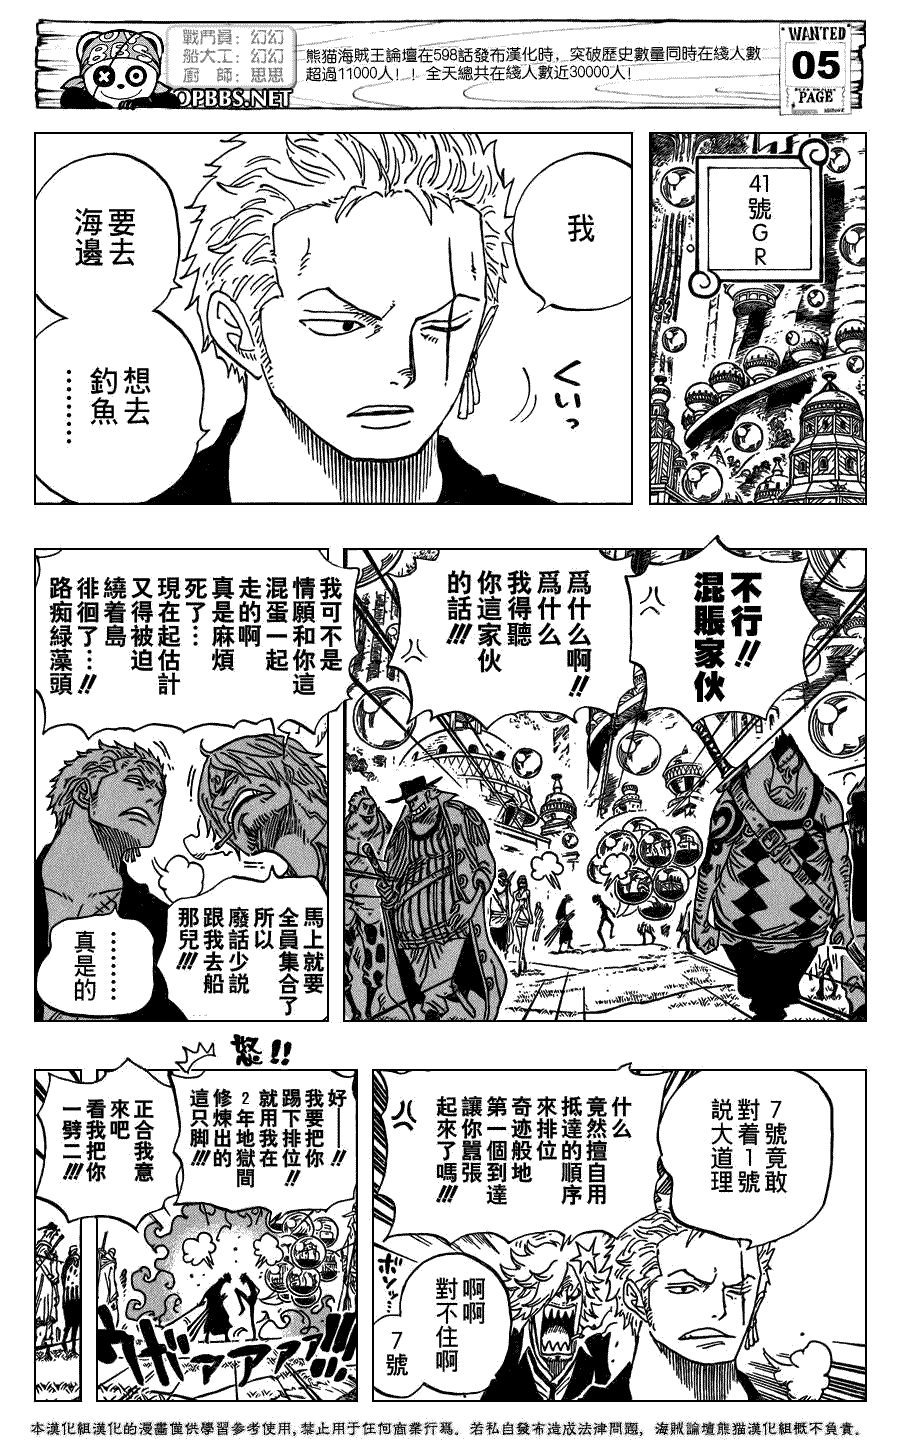 戰鬥員：幻幻
船大工：幻幻
廚　師：思思
OPBBS.NET
熊猫海賊王論壇在598話發布漢化時，突破歷史數量同時在綫人數
超過11000人！！全天總共在綫人數近30000人！
WANTED
05
PAGE
41
號
G
R
我
くいっ
要去
海邊
想去
釣魚
………
不行!!
混賬家伙
爲什么啊!!
爲什么
我得聽
你這家伙
的話!!!
我可不是
情願和你這
混蛋一起
走的啊
真是麻煩
死了…
現在起估計
又得被迫
繞着島
徘徊了…!!
路痴綠藻頭
馬上就要
全員集合了
所以
廢話少說
跟我去船
那兒!!!
………
真是的
7號竟敢
對着1號
說大道理
什么
竟然擅自用
抵達的順序
來排位
奇迹般地
第一個到達
讓你囂張
起來了嗎!!!
啊啊
對不住啊
7號
ボソッ
怒!!
好——!!
我要把你
踢下排位!!
就用我在
2年地獄間
修煉出的
這只脚!!!
ウオァアァァ!!!
正合我意
來吧
看我把你
一劈二!!!
本漢化組漢化的漫畫僅供學習參考使用,禁止用于任何商業行爲。若私自發布造成法律問題，海賊論壇熊猫漢化組概不負責。